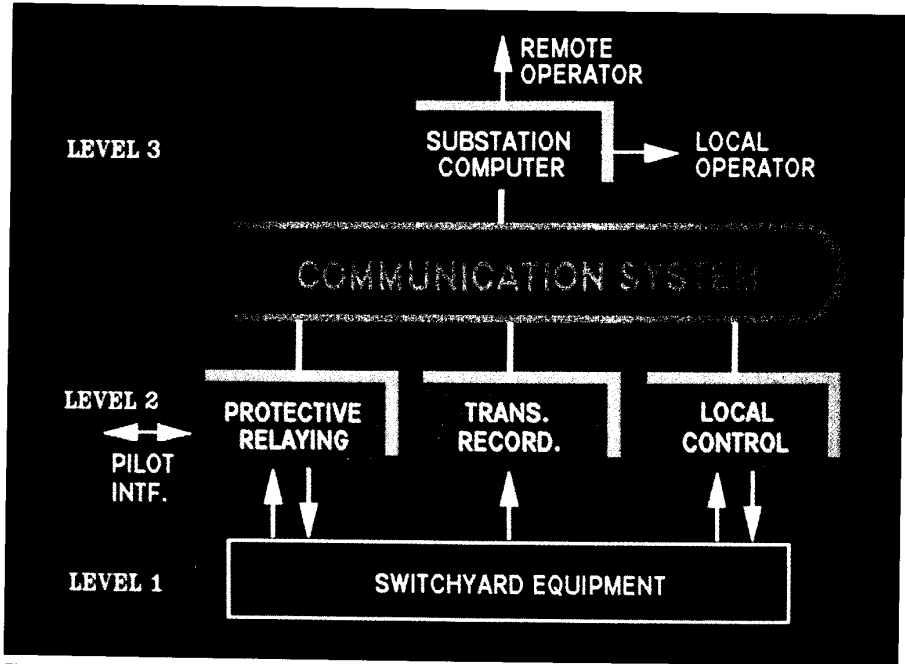 REMOTE
OPERATOR
LEVEL 3
SUBSTATION
COMPUTER
LOCAL
OPERATOR
COMMUNICATION SYSTEM
LEVEL 2
PROTECTIVE
RELAYING
TRANS.
RECORD.
LOCAL
CONTROL
PILOT
INTF.
LEVEL 1
SWITCHYARD EQUIPMENT